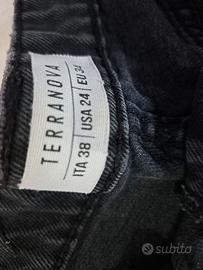 TERRANOVA
ITA 38 | USA 24 | EU 34
subito